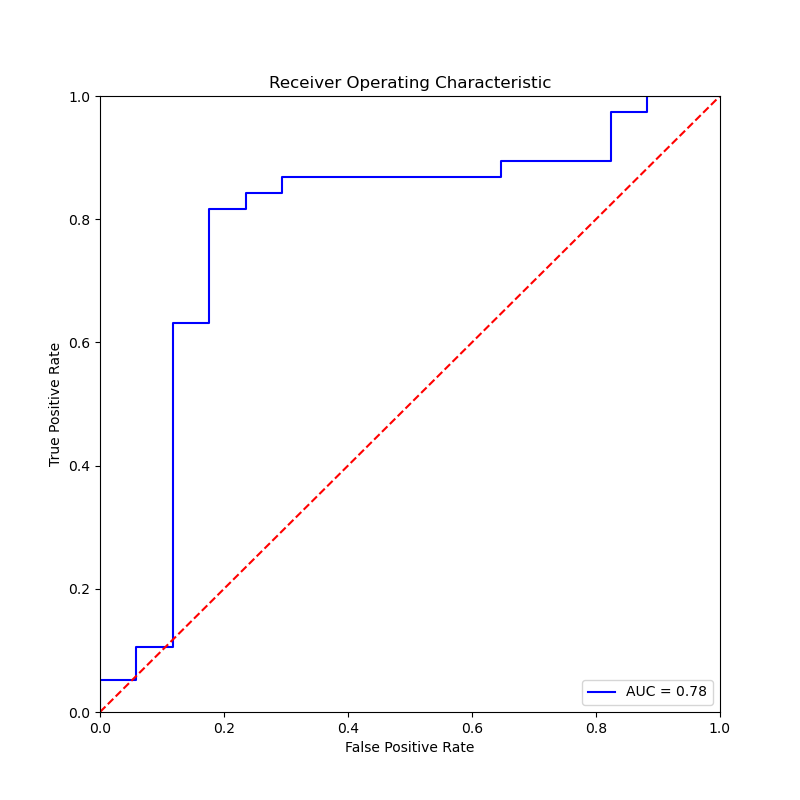 Receiver Operating Characteristic
1.0
0.8
0.6
0.4
0.2
0.0
True Positive Rate
AUC = 0.78
0.0 0.2 0.4 0.6 0.8 1.0
False Positive Rate